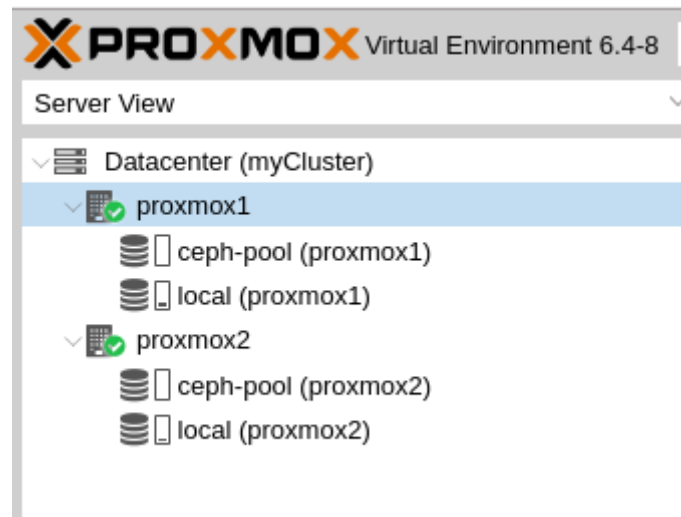 PROXMOX Virtual Environment 6.4-8
Server View
Datacenter (myCluster)
proxmox1
ceph-pool (proxmox1)
local (proxmox1)
proxmox2
ceph-pool (proxmox2)
local (proxmox2)